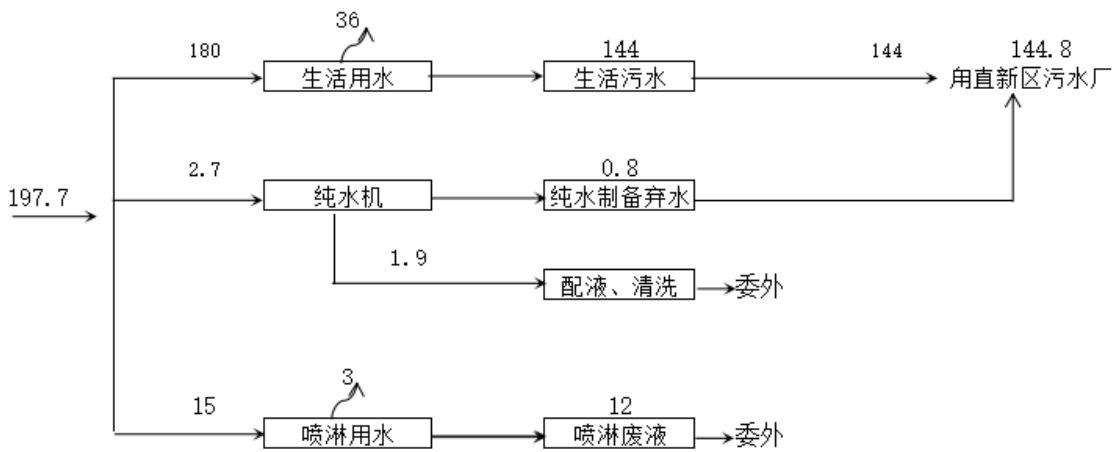 36
180
144
144
144.8
生活用水
生活污水
甪直新区污水厂
2.7
0.8
197.7
纯水机
纯水制备弃水
1.9
配液、清洗
委外
3
15
12
喷淋用水
喷淋废液
委外